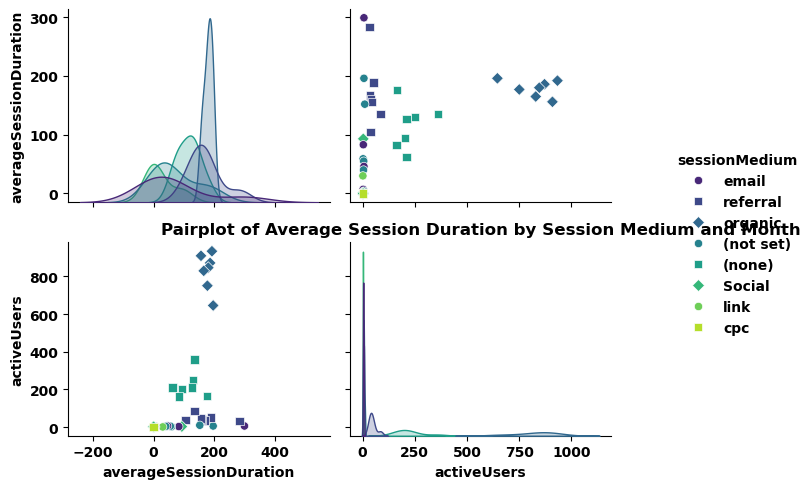 300
200
100
0
averageSessionDuration
sessionMedium
email
referral
organic
(not set)
(none)
Social
link
cpc
Pairplot of Average Session Duration by Session Medium and Month
800
600
400
200
0
activeUsers
−200
0
200
400
averageSessionDuration
0
250
500
750
1000
activeUsers